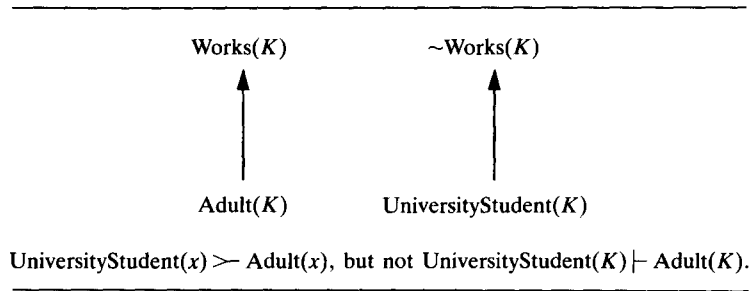 Works(K) ~Works(K)
Adult(K) UniversityStudent(K)
UniversityStudent(x) >– Adult(x), but not UniversityStudent(K) ⊢ Adult(K).